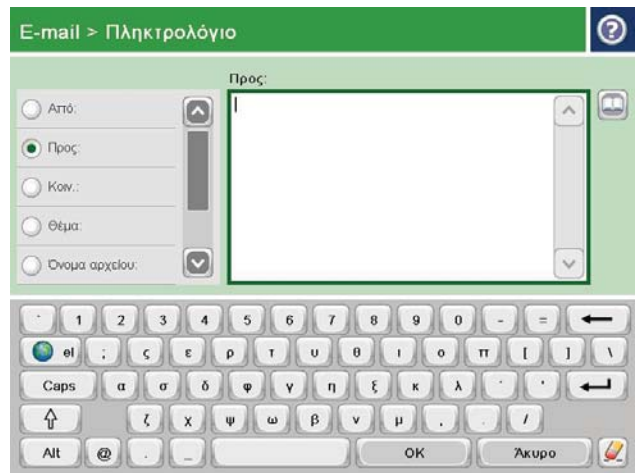 E-mail > Πληκτρολόγιο
Προς:
Από:
Προς:
Κοιν.:
Θέμα:
Όνομα αρχείου:
` 1 2 3 4 5 6 7 8 9 0 - =
el ; ς ε ρ τ υ θ ι ο π [ ] \
Caps α σ δ φ γ η ξ κ λ ΄ '
ζ χ ψ ω β ν μ , . /
Alt @ . _ OK Άκυρο